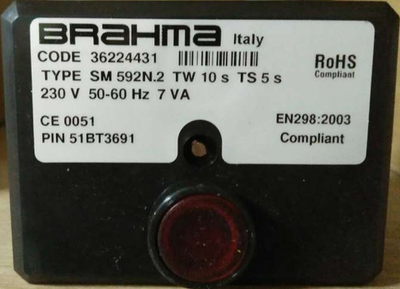 BRAHMA Italy
CODE 36224431
RoHS
Compliant
TYPE SM 592N.2 TW 10 s TS 5 s
230 V 50-60 Hz 7 VA
CE 0051
EN298:2003
PIN 51BT3691
Compliant